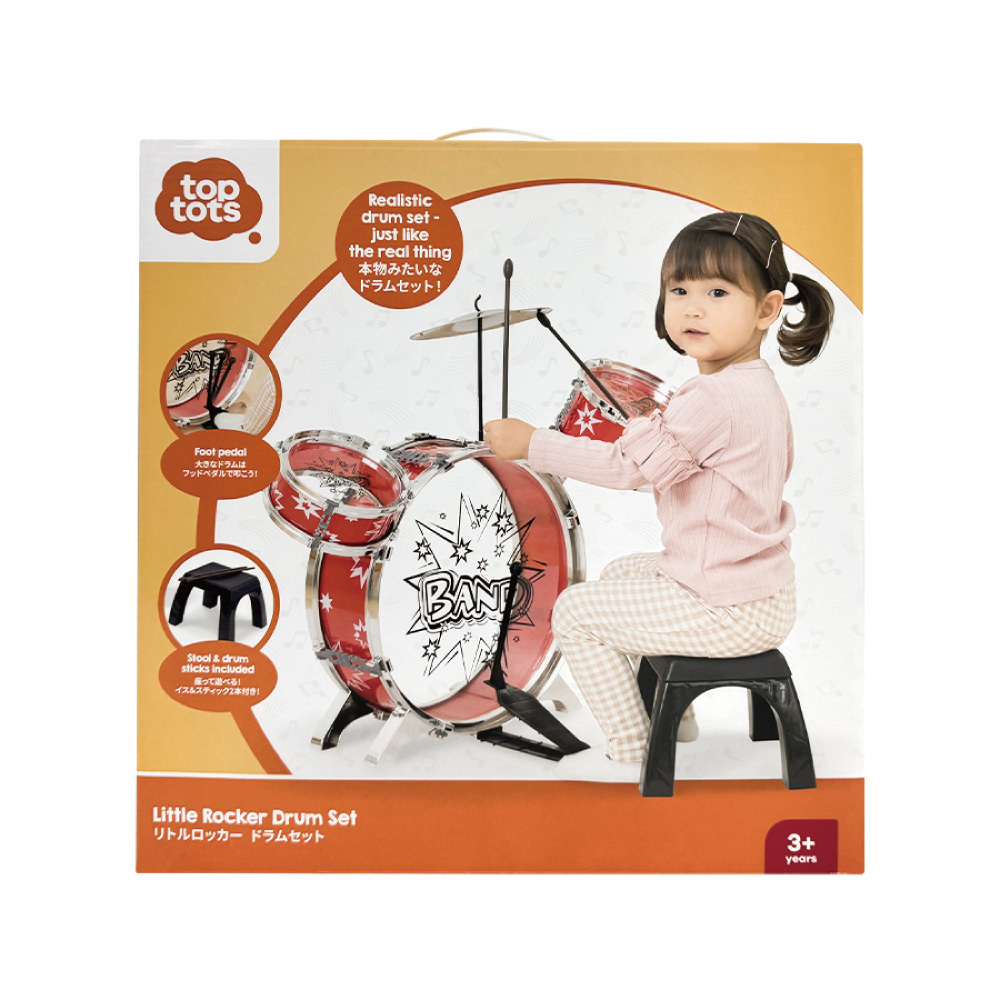 top
tots
Realistic
drum set -
just like
the real thing
本物みたいな
ドラムセット!
BAND
Foot pedal
大きなドラムは
フッドペダルで叩こう!
BAND
Stool & drum
sticks included
座って遊べる!
イス&スティック2本付き!
Little Rocker Drum Set
リトルロッカー ドラムセット
3+
years